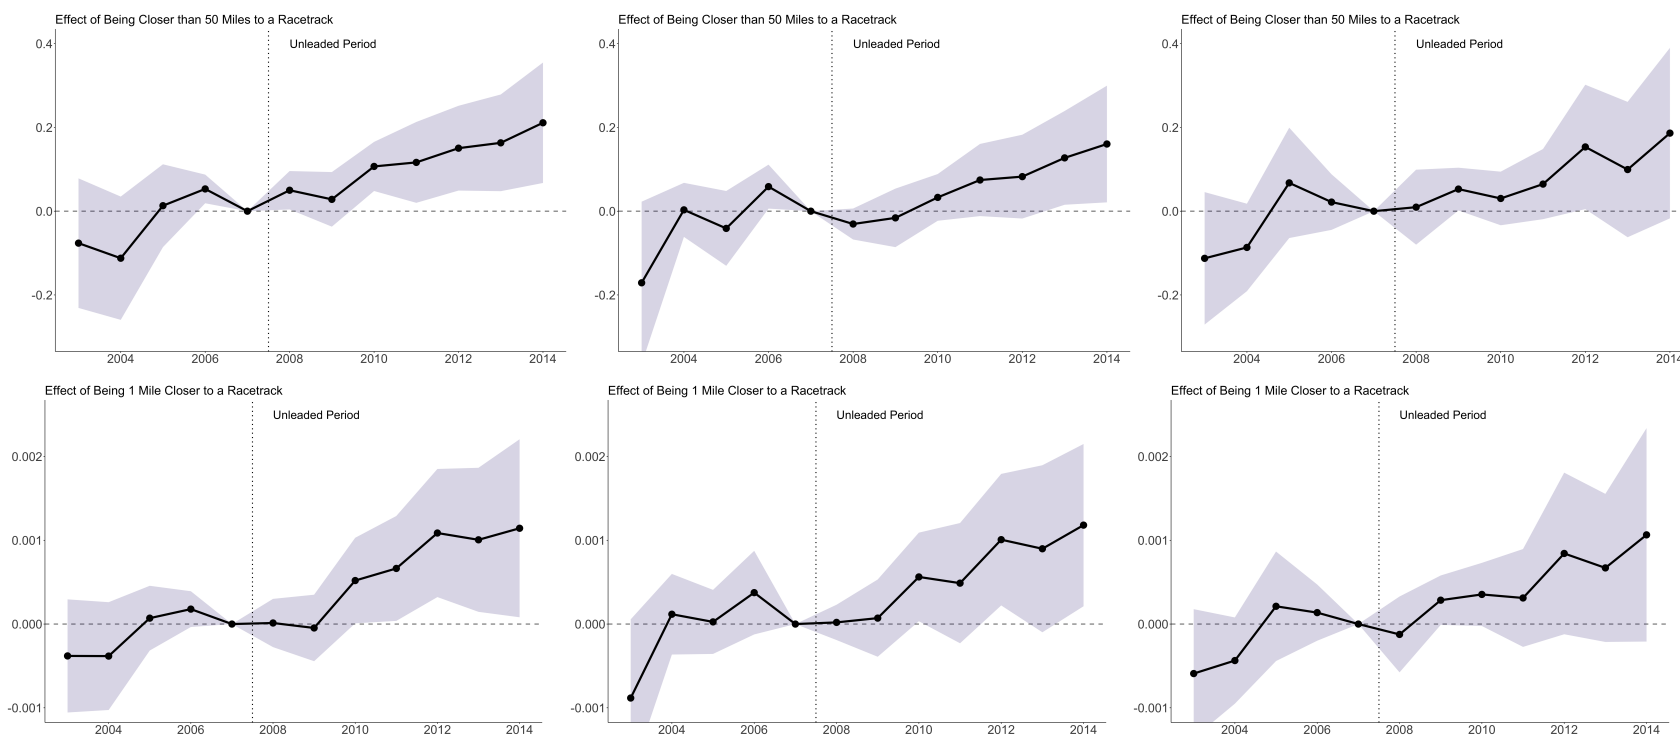 Effect of Being Closer than 50 Miles to a Racetrack
0.4
Unleaded Period
0.2
0.0
-0.2
2004 2006 2008 2010 2012 2014
Effect of Being Closer than 50 Miles to a Racetrack
0.4
Unleaded Period
0.2
0.0
-0.2
2004 2006 2008 2010 2012 2014
Effect of Being Closer than 50 Miles to a Racetrack
0.4
Unleaded Period
0.2
0.0
-0.2
2004 2006 2008 2010 2012 2014
Effect of Being 1 Mile Closer to a Racetrack
Unleaded Period
0.002
0.001
0.000
-0.001
2004 2006 2008 2010 2012 2014
Effect of Being 1 Mile Closer to a Racetrack
Unleaded Period
0.002
0.001
0.000
-0.001
2004 2006 2008 2010 2012 2014
Effect of Being 1 Mile Closer to a Racetrack
Unleaded Period
0.002
0.001
0.000
-0.001
2004 2006 2008 2010 2012 2014